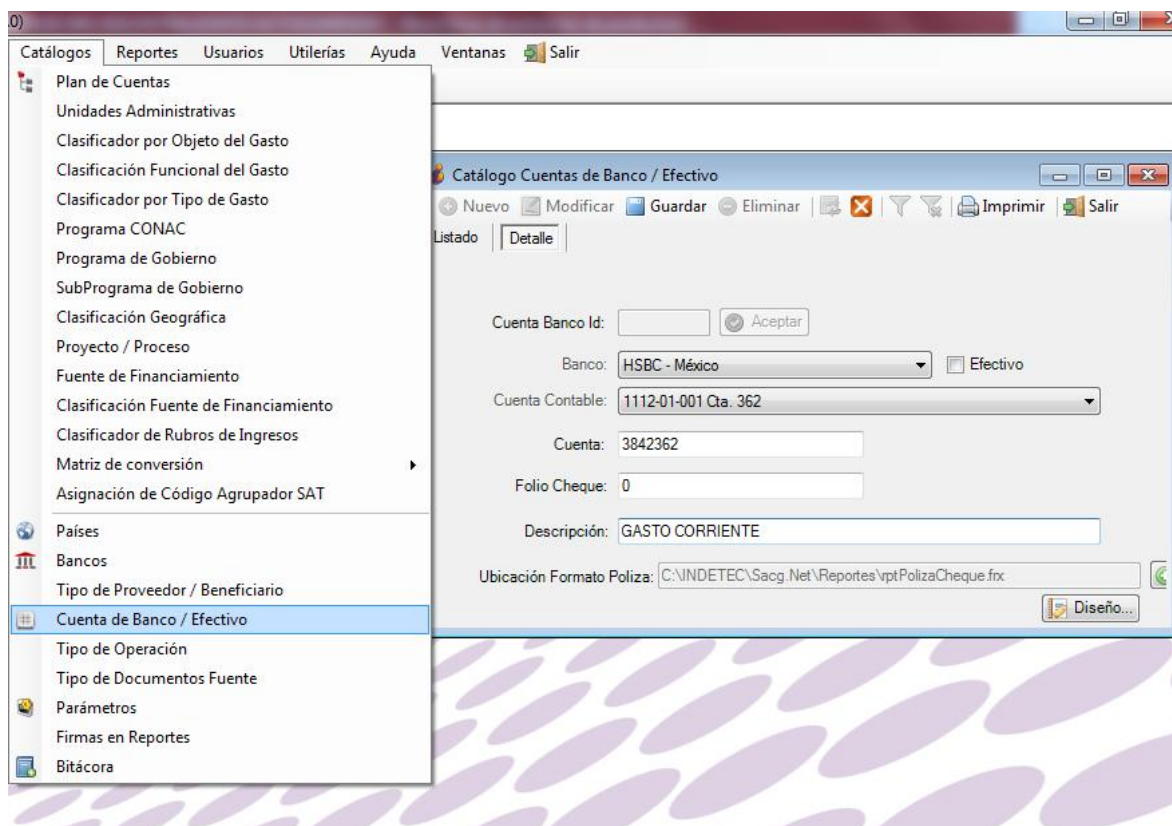 .0)
Catálogos Reportes Usuarios Utilerías Ayuda Ventanas Salir
Plan de Cuentas
Unidades Administrativas
Clasificador por Objeto del Gasto
Clasificación Funcional del Gasto
Clasificador por Tipo de Gasto
Programa CONAC
Programa de Gobierno
SubPrograma de Gobierno
Clasificación Geográfica
Proyecto / Proceso
Fuente de Financiamiento
Clasificación Fuente de Financiamiento
Clasificador de Rubros de Ingresos
Matriz de conversión
Asignación de Código Agrupador SAT
Países
Bancos
Tipo de Proveedor / Beneficiario
Cuenta de Banco / Efectivo
Tipo de Operación
Tipo de Documentos Fuente
Parámetros
Firmas en Reportes
Bitácora
Catálogo Cuentas de Banco / Efectivo
Nuevo Modificar Guardar Eliminar Imprimir Salir
Listado Detalle
Cuenta Banco Id: Aceptar
Banco: HSBC - México Efectivo
Cuenta Contable: 1112-01-001 Cta. 362
Cuenta: 3842362
Folio Cheque: 0
Descripción: GASTO CORRIENTE
Ubicación Formato Poliza: C:\INDETEC\Sacg.Net\Reportes\rptPolizaCheque.frx
Diseño...